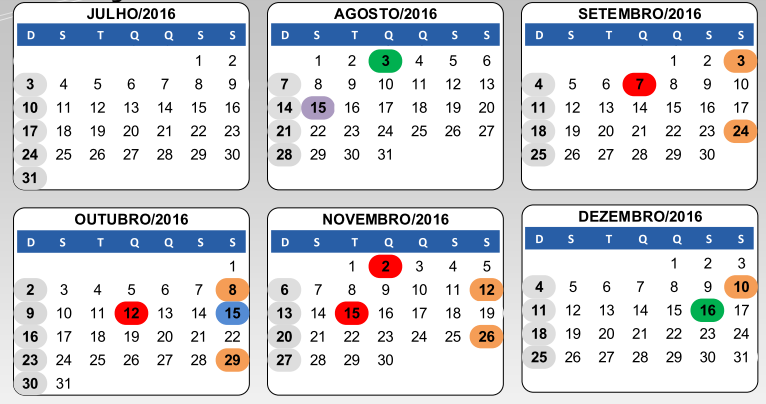 JULHO/2016
D S T Q Q S S
1 2
3 4 5 6 7 8 9
10 11 12 13 14 15 16
17 18 19 20 21 22 23
24 25 26 27 28 29 30
31
AGOSTO/2016
D S T Q Q S S
1 2 3 4 5 6
7 8 9 10 11 12 13
14 15 16 17 18 19 20
21 22 23 24 25 26 27
28 29 30 31
SETEMBRO/2016
D S T Q Q S S
1 2 3
4 5 6 7 8 9 10
11 12 13 14 15 16 17
18 19 20 21 22 23 24
25 26 27 28 29 30
OUTUBRO/2016
D S T Q Q S S
1
2 3 4 5 6 7 8
9 10 11 12 13 14 15
16 17 18 19 20 21 22
23 24 25 26 27 28 29
30 31
NOVEMBRO/2016
D S T Q Q S S
1 2 3 4 5
6 7 8 9 10 11 12
13 14 15 16 17 18 19
20 21 22 23 24 25 26
27 28 29 30
DEZEMBRO/2016
D S T Q Q S S
1 2 3
4 5 6 7 8 9 10
11 12 13 14 15 16 17
18 19 20 21 22 23 24
25 26 27 28 29 30 31